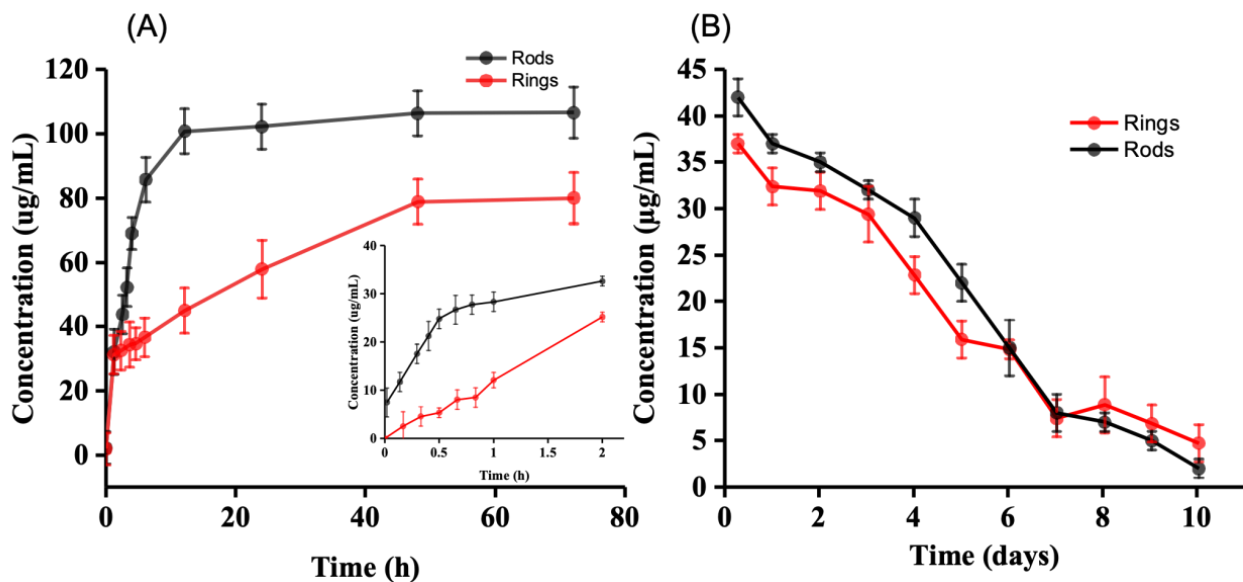 (A)
Rods
Rings
120
100
80
60
40
20
0
Concentration (ug/mL)
0 20 40 60 80
Time (h)
40
30
20
10
0
Concentration (ug/mL)
0 0.5 1 1.5 2
Time (h)
(B)
Rings
Rods
45
40
35
30
25
20
15
10
5
0
Concentration (µg/mL)
0 2 4 6 8 10
Time (days)